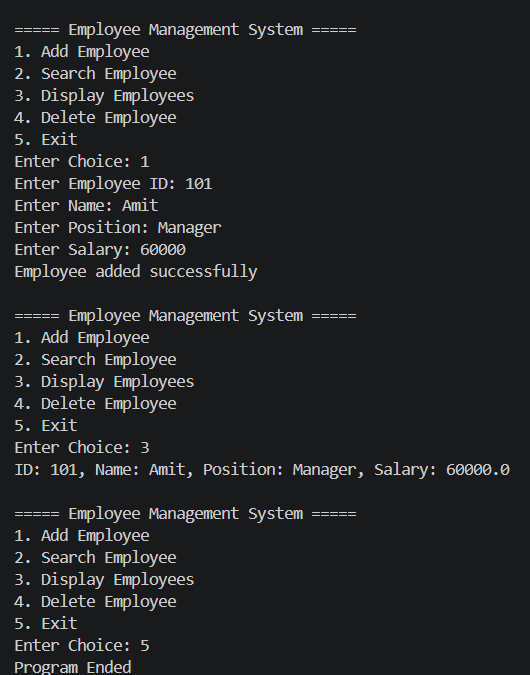 ===== Employee Management System =====
1. Add Employee
2. Search Employee
3. Display Employees
4. Delete Employee
5. Exit
Enter Choice: 1
Enter Employee ID: 101
Enter Name: Amit
Enter Position: Manager
Enter Salary: 60000
Employee added successfully

===== Employee Management System =====
1. Add Employee
2. Search Employee
3. Display Employees
4. Delete Employee
5. Exit
Enter Choice: 3
ID: 101, Name: Amit, Position: Manager, Salary: 60000.0

===== Employee Management System =====
1. Add Employee
2. Search Employee
3. Display Employees
4. Delete Employee
5. Exit
Enter Choice: 5
Program Ended